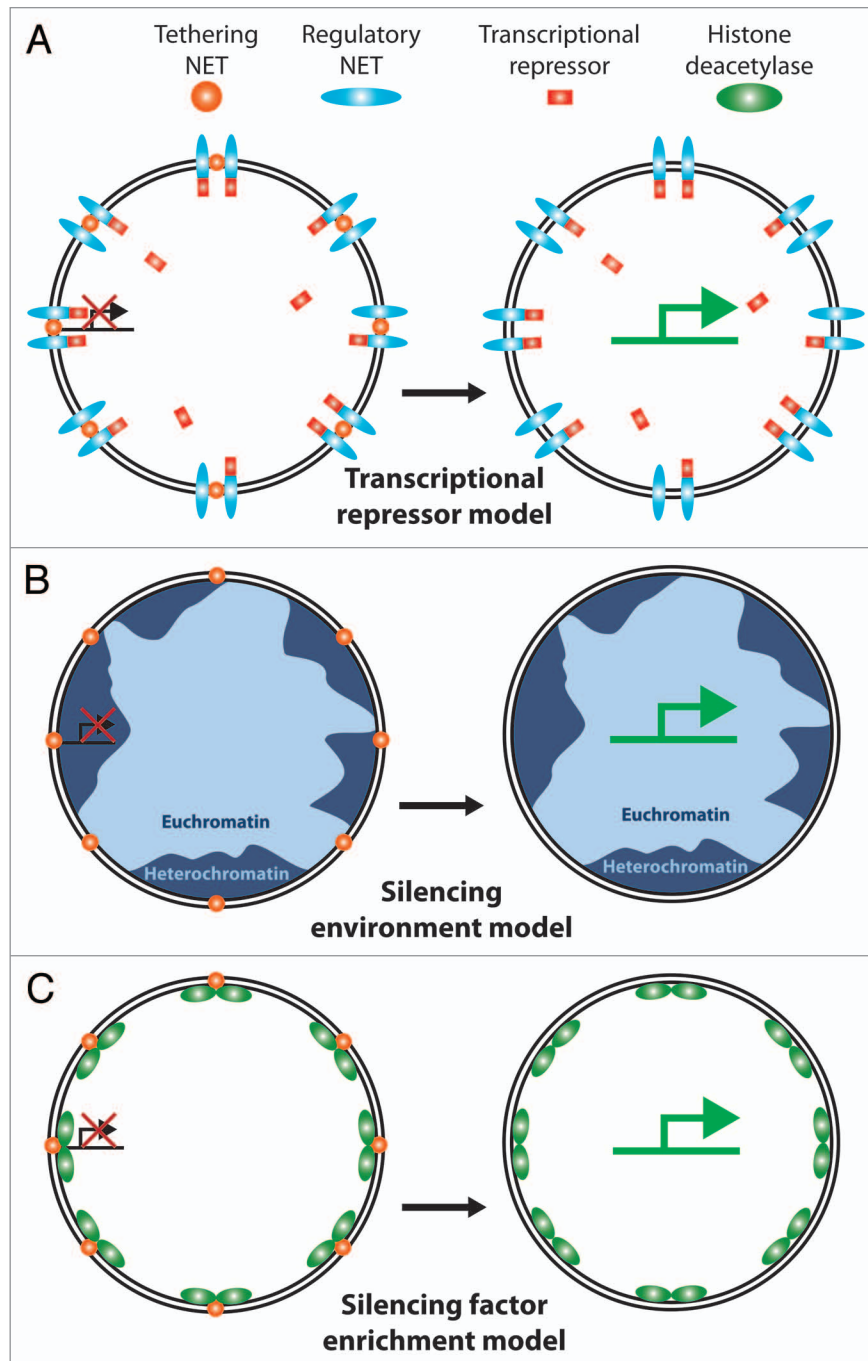 A
Tethering
NET
Regulatory
NET
Transcriptional
repressor
Histone
deacetylase
Transcriptional
repressor model
B
Euchromatin
Heterochromatin
Euchromatin
Heterochromatin
Silencing
environment model
C
Silencing factor
enrichment model